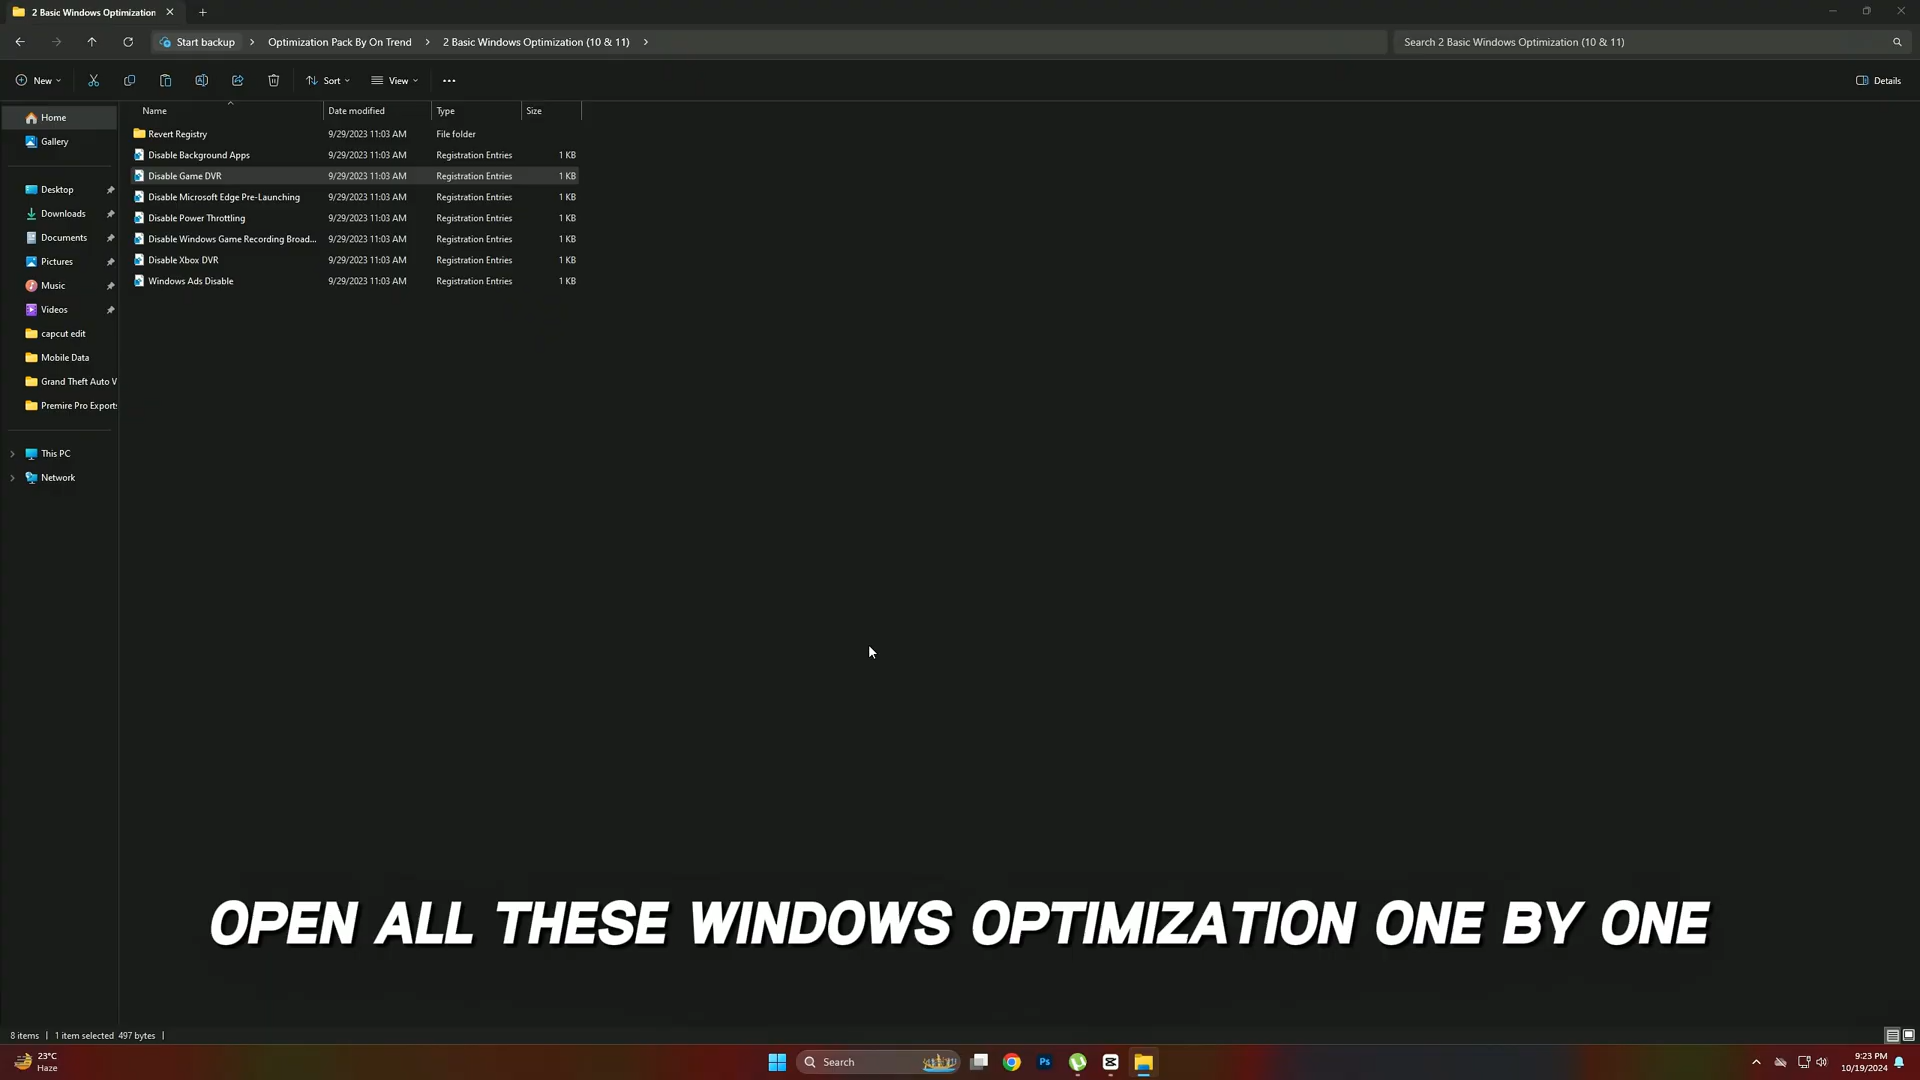 2 Basic Windows Optimization
Start backup
Optimization Pack By On Trend
2 Basic Windows Optimization (10 & 11)
Search 2 Basic Windows Optimization (10 & 11)
New
Sort
View
Details
Name Date modified Type Size
Revert Registry 9/29/2023 11:03 AM File folder
Disable Background Apps 9/29/2023 11:03 AM Registration Entries 1 KB
Disable Game DVR 9/29/2023 11:03 AM Registration Entries 1 KB
Disable Microsoft Edge Pre-Launching 9/29/2023 11:03 AM Registration Entries 1 KB
Disable Power Throttling 9/29/2023 11:03 AM Registration Entries 1 KB
Disable Windows Game Recording Broad... 9/29/2023 11:03 AM Registration Entries 1 KB
Disable Xbox DVR 9/29/2023 11:03 AM Registration Entries 1 KB
Windows Ads Disable 9/29/2023 11:03 AM Registration Entries 1 KB
Home
Gallery
Desktop
Downloads
Documents
Pictures
Music
Videos
capcut edit
Mobile Data
Grand Theft Auto V
Premire Pro Exports
This PC
Network
OPEN ALL THESE WINDOWS OPTIMIZATION ONE BY ONE
8 items 1 item selected 497 bytes
23°C
Haze
Search
Ps
9:23 PM
10/19/2024